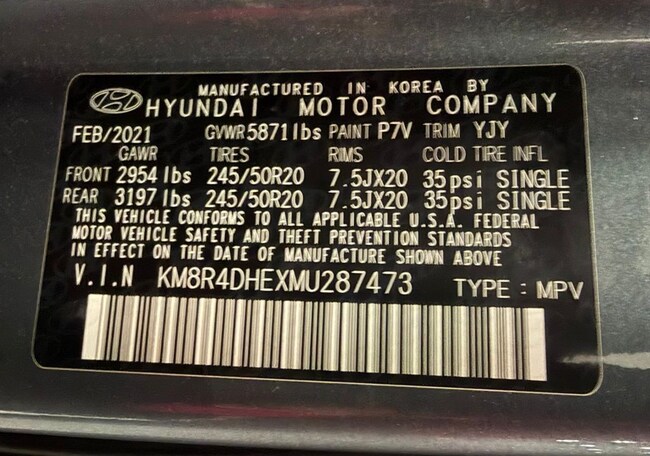 MANUFACTURED IN KOREA BY
HYUNDAI MOTOR COMPANY
FEB/2021 GVWR 5871lbs PAINT P7V TRIM YJY
GAWR TIRES RIMS COLD TIRE INFL
FRONT 2954 lbs 245/50R20 7.5JX20 35psi SINGLE
REAR 3197 lbs 245/50R20 7.5JX20 35psi SINGLE
THIS VEHICLE CONFORMS TO ALL APPLICABLE U.S.A. FEDERAL
MOTOR VEHICLE SAFETY AND THEFT PREVENTION STANDARDS
IN EFFECT ON THE DATE OF MANUFACTURE SHOWN ABOVE
V.I.N KM8R4DHEXMU287473 TYPE : MPV